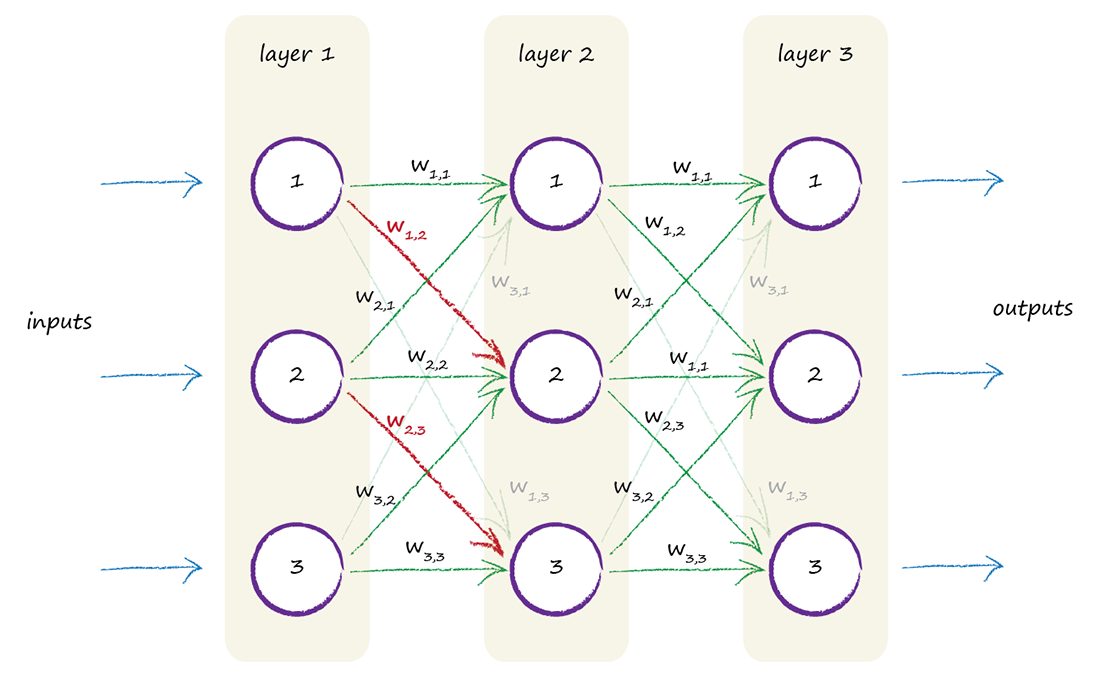 layer 1
layer 2
layer 3
1
w1,1
1
w1,1
1
w1,2
w1,2
w3,1
w3,1
w2,1
w2,1
inputs
outputs
w2,2
w1,1
2
2
2
w2,3
w2,3
w3,2
w1,3
w3,2
w1,3
w3,3
w3,3
3
3
3